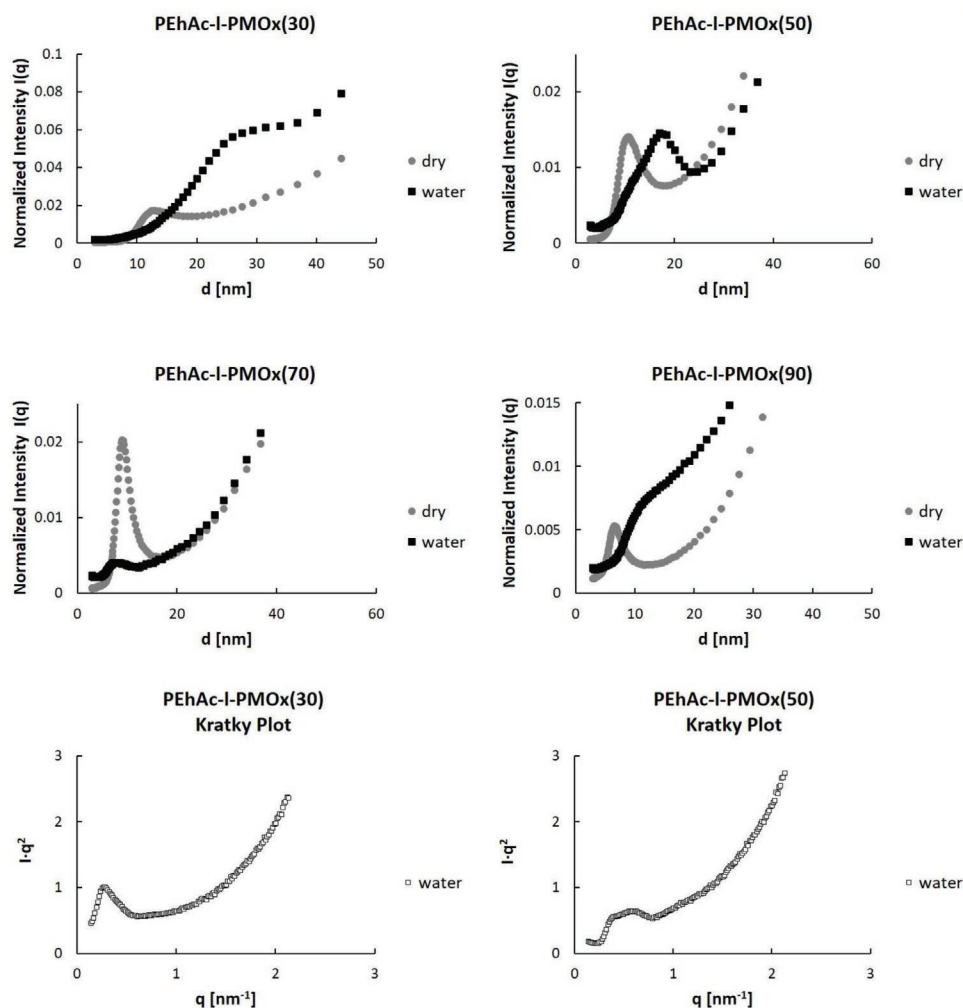 PEhAc-l-PMOx(30)
Normalized Intensity I(q)
0.1
0.08
0.06
0.04
0.02
0
0 10 20 30 40 50
d [nm]
dry
water
PEhAc-l-PMOx(50)
Normalized Intensity I(q)
0.02
0.01
0
0 20 40 60
d [nm]
dry
water
PEhAc-l-PMOx(70)
Normalized Intensity I(q)
0.02
0.01
0
0 20 40 60
d [nm]
dry
water
PEhAc-l-PMOx(90)
Normalized Intensity I(q)
0.015
0.01
0.005
0
0 10 20 30 40 50
d [nm]
dry
water
PEhAc-l-PMOx(30)
Kratky Plot
I·q²
3
2
1
0
0 1 2 3
q [nm⁻¹]
water
PEhAc-l-PMOx(50)
Kratky Plot
I·q²
3
2
1
0
0 1 2 3
q [nm⁻¹]
water